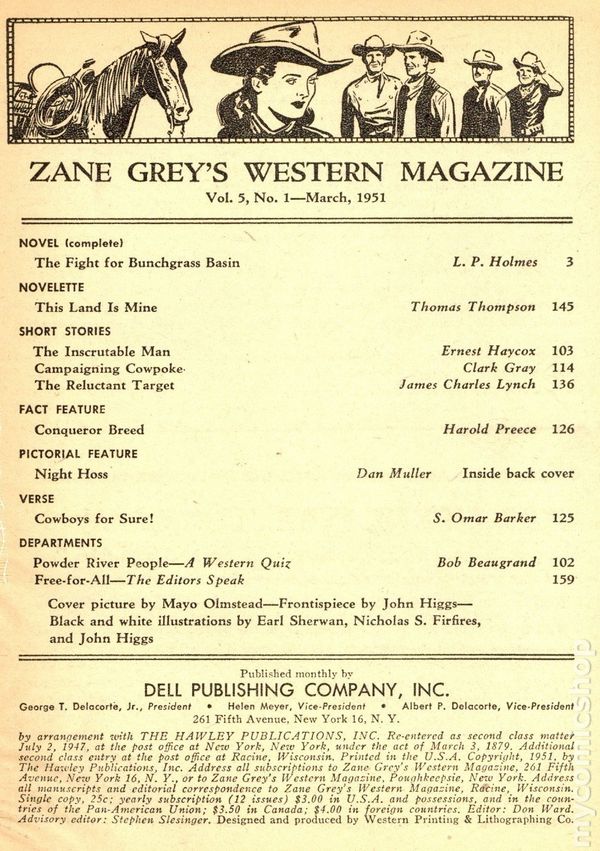 ZANE GREY'S WESTERN MAGAZINE
Vol. 5, No. 1—March, 1951
NOVEL (complete)
The Fight for Bunchgrass Basin L. P. Holmes 3
NOVELETTE
This Land Is Mine Thomas Thompson 145
SHORT STORIES
The Inscrutable Man Ernest Haycox 103
Campaigning Cowpoke Clark Gray 114
The Reluctant Target James Charles Lynch 136
FACT FEATURE
Conqueror Breed Harold Preece 126
PICTORIAL FEATURE
Night Hoss Dan Muller Inside back cover
VERSE
Cowboys for Sure! S. Omar Barker 125
DEPARTMENTS
Powder River People—A Western Quiz Bob Beaugrand 102
Free-for-All—The Editors Speak 159
Cover picture by Mayo Olmstead—Frontispiece by John Higgs—
Black and white illustrations by Earl Sherwan, Nicholas S. Firfires,
and John Higgs
Published monthly by
DELL PUBLISHING COMPANY, INC.
George T. Delacorte, Jr., President • Helen Meyer, Vice-President • Albert P. Delacorte, Vice-President
261 Fifth Avenue, New York 16, N. Y.
by arrangement with THE HAWLEY PUBLICATIONS, INC. Re-entered as second class matter
July 2, 1947, at the post office at New York, New York, under the act of March 3, 1879. Additional
second class entry at the post office at Racine, Wisconsin. Printed in the U.S.A. Copyright, 1951, by
The Hawley Publications, Inc. Address all subscriptions to Zane Grey's Western Magazine, 261 Fifth
Avenue, New York 16, N. Y., or to Zane Grey's Western Magazine, Poughkeepsie, New York. Address
all manuscripts and editorial correspondence to Zane Grey's Western Magazine, Racine, Wisconsin.
Single copy, 25c; yearly subscription (12 issues) $3.00 in U.S.A. and possessions, and in the coun-
tries of the Pan-American Union; $3.50 in Canada; $4.00 in foreign countries. Editor: Don Ward.
Advisory editor: Stephen Slesinger. Designed and produced by Western Printing & Lithographing Co.
mycomicshop